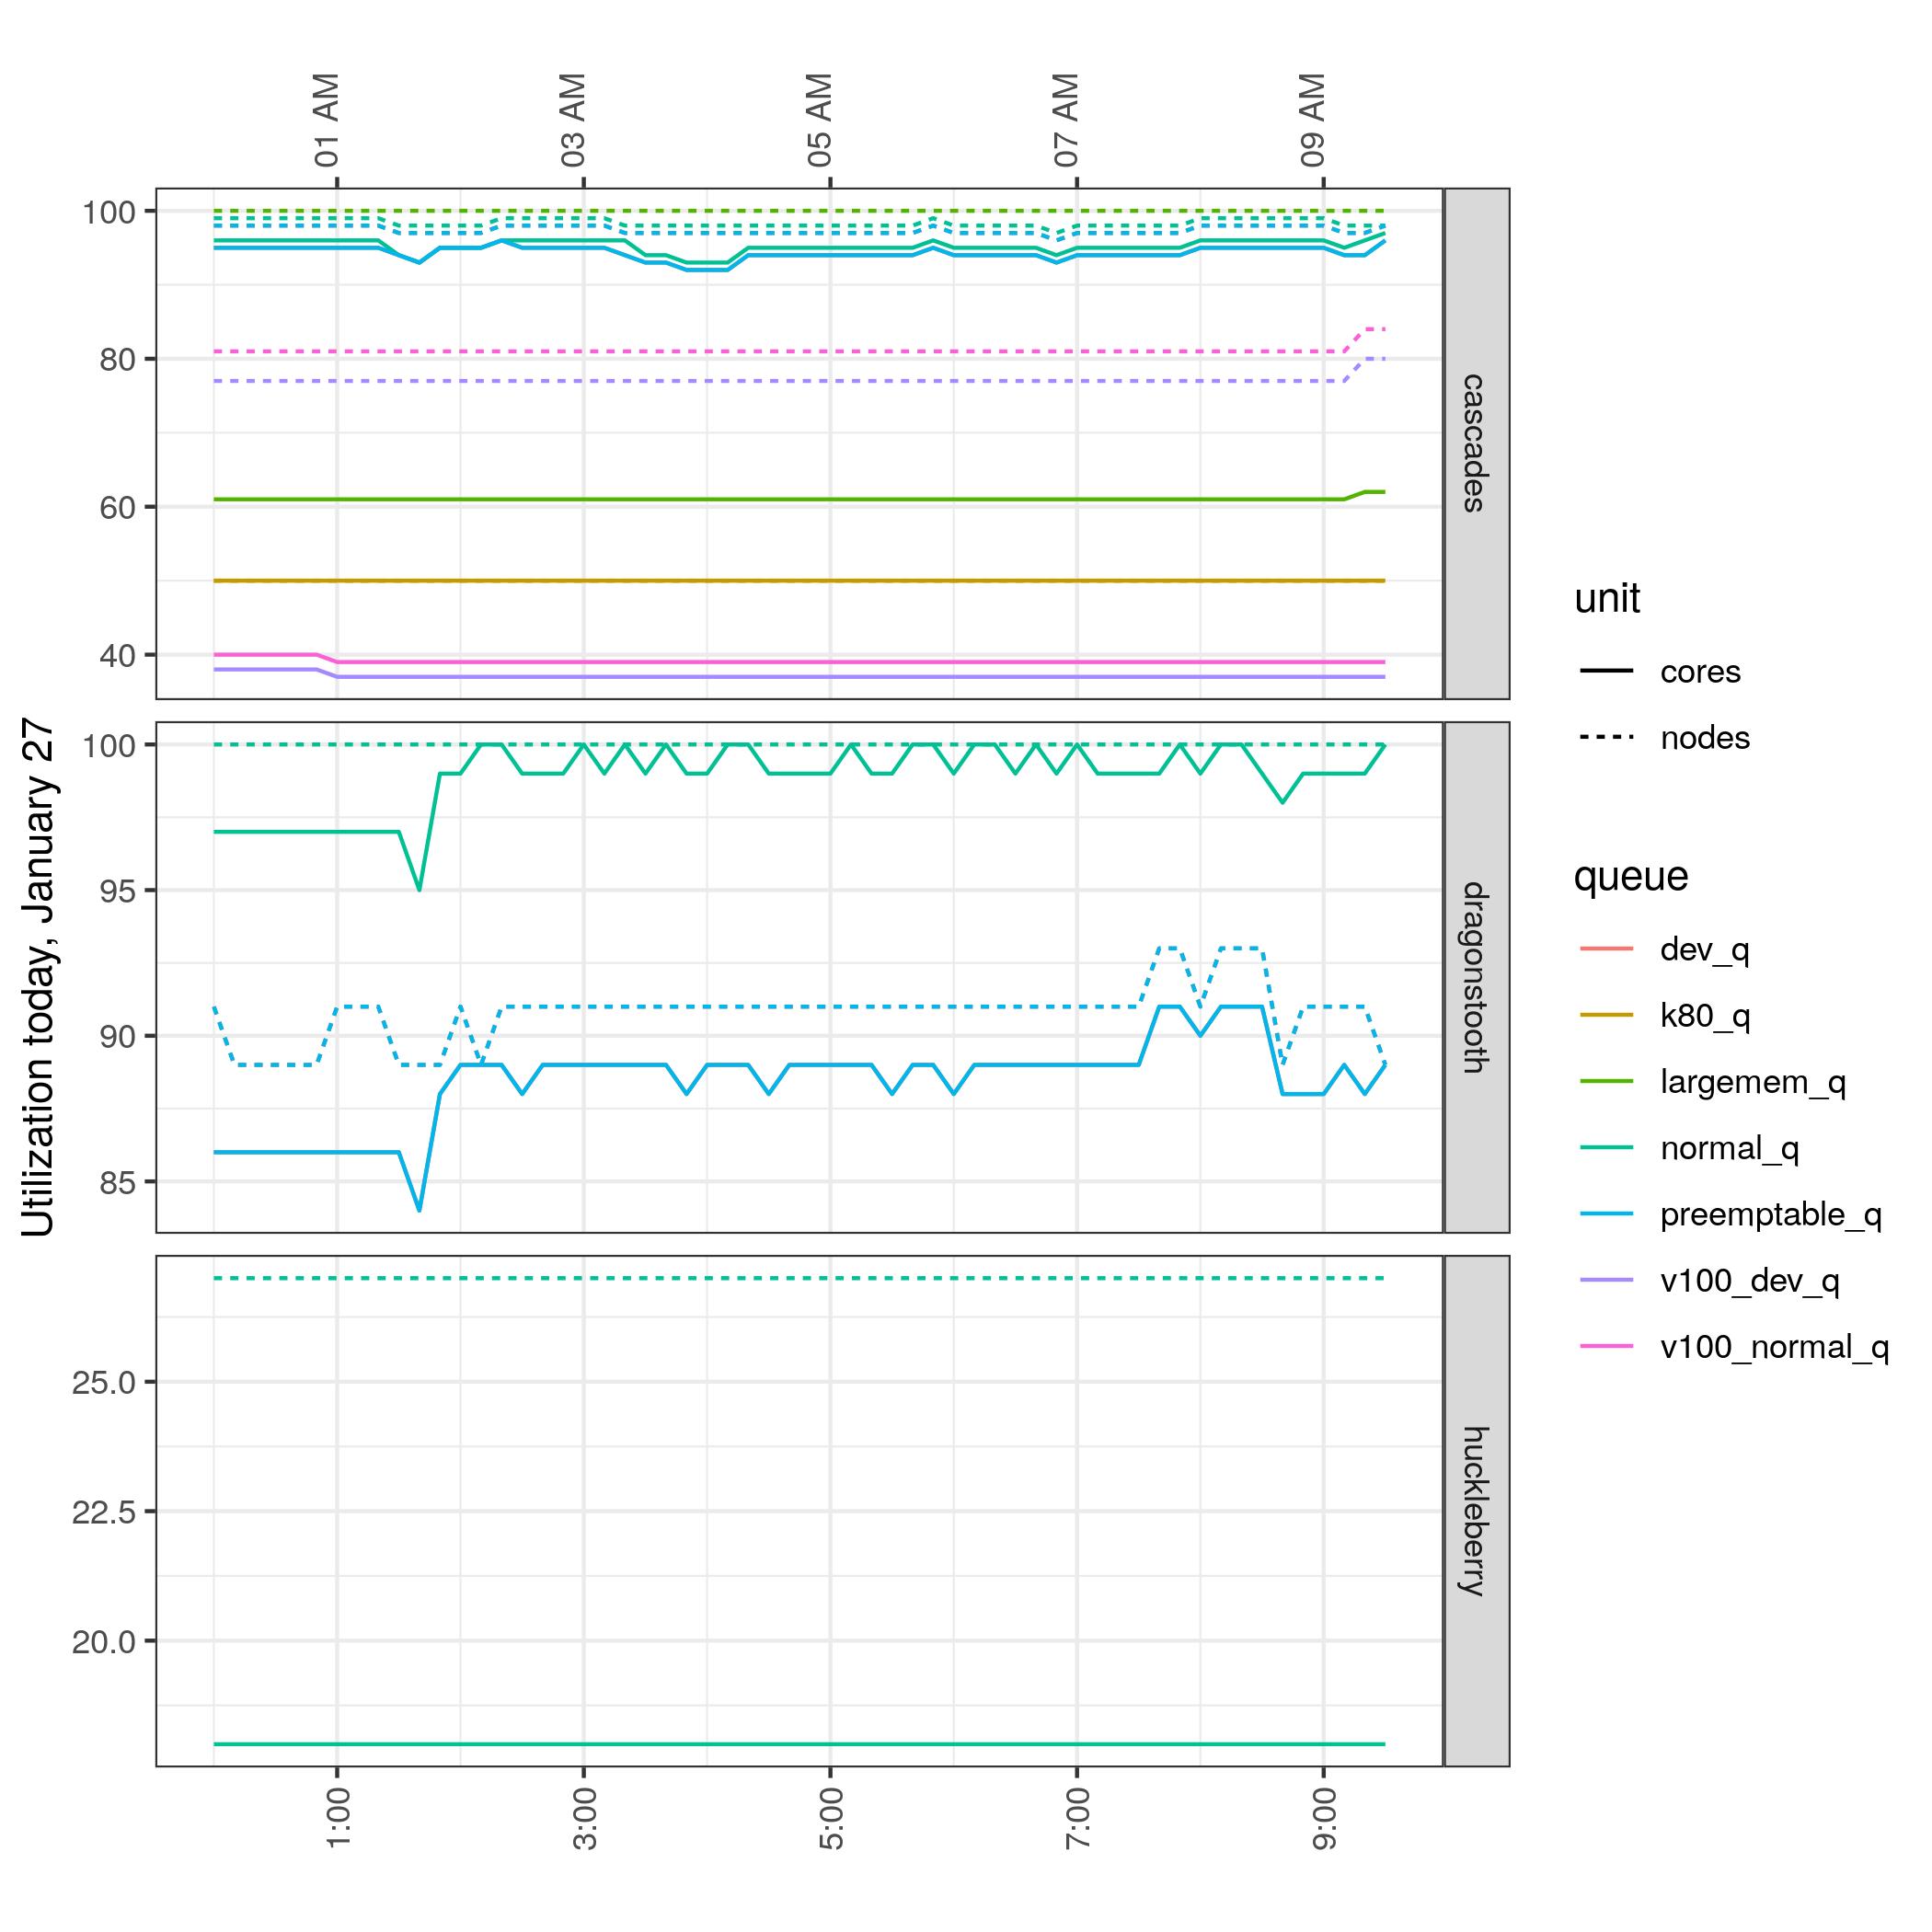 01 AM
03 AM
05 AM
07 AM
09 AM
Utilization today, January 27
100
80
60
40
cascades
100
95
90
85
dragonstooth
25.0
22.5
20.0
huckleberry
1:00
3:00
5:00
7:00
9:00
unit
cores
nodes
queue
dev_q
k80_q
largemem_q
normal_q
preemptable_q
v100_dev_q
v100_normal_q